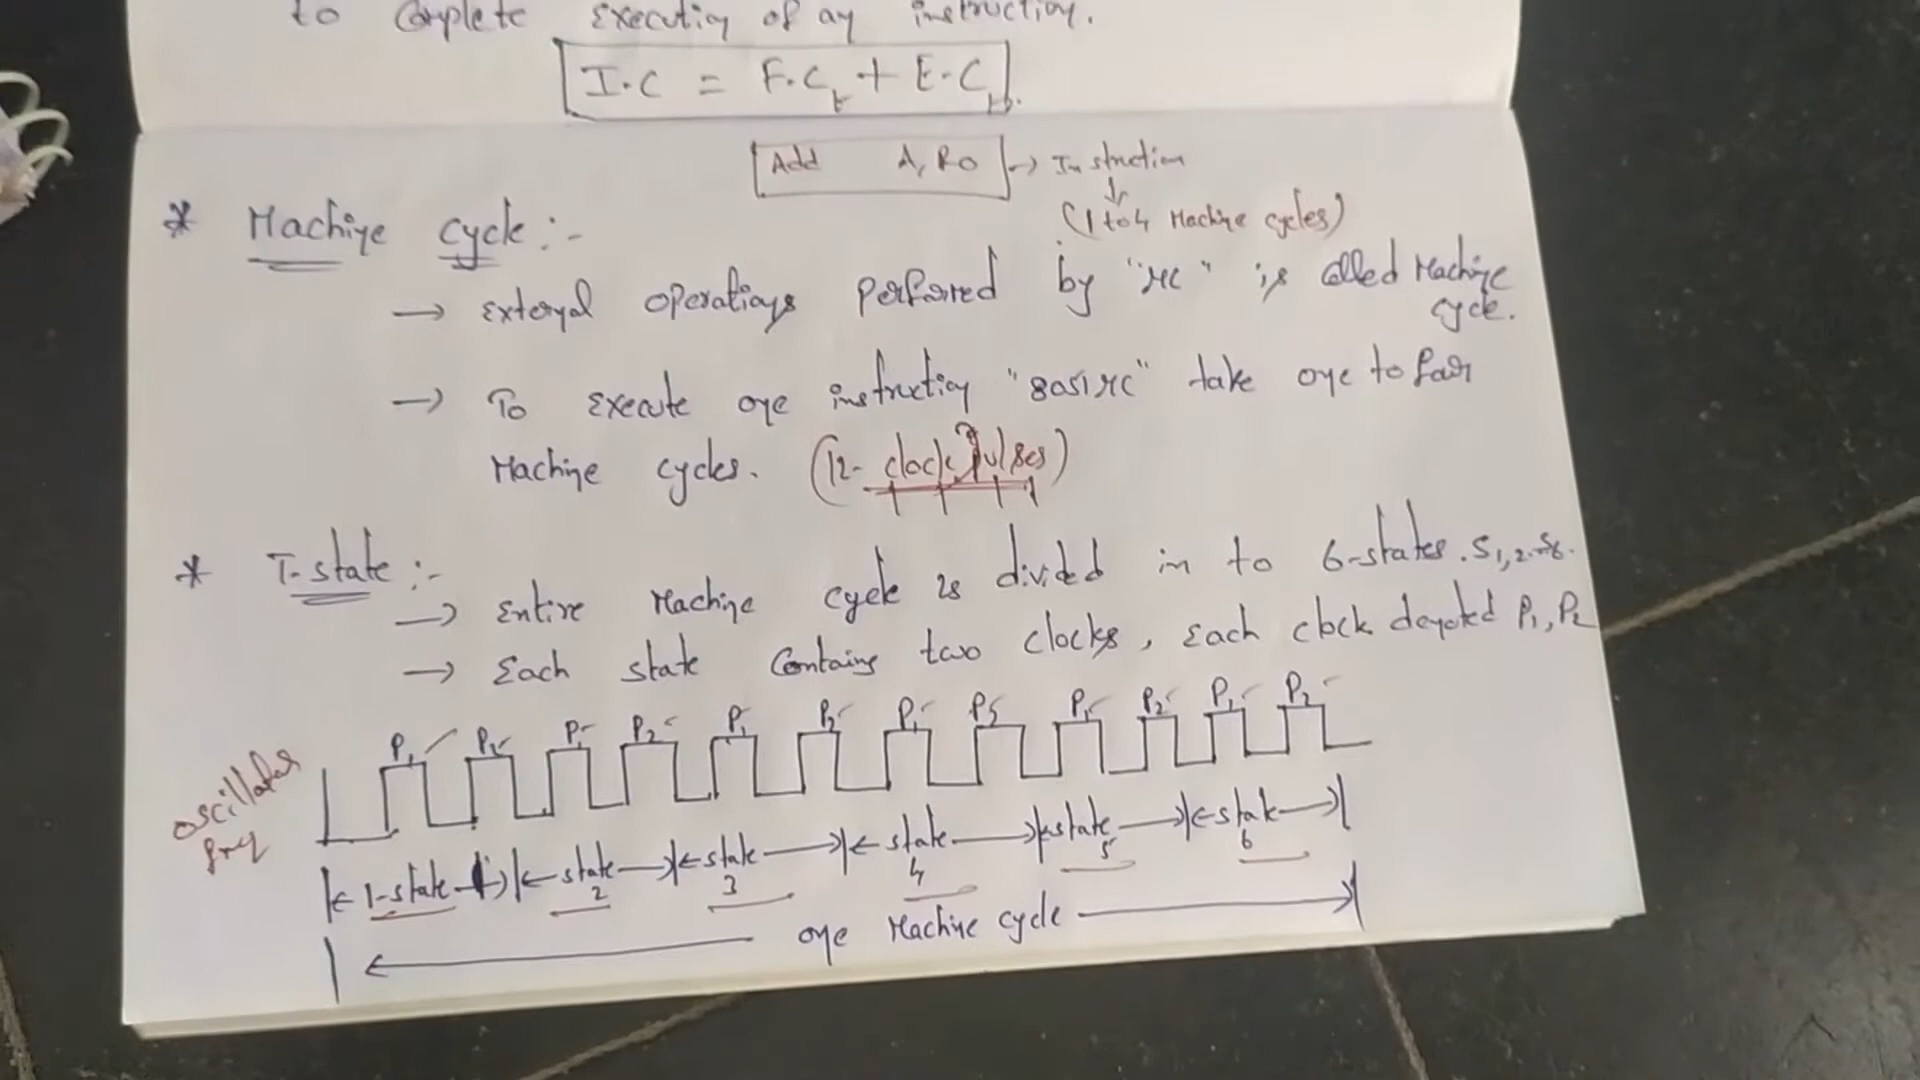 to complete execution of an instruction.
I.C = F.C + E.C
Add A, R0 → Instruction
(1 to 4 Machine cycles)
* Machine cycle :-
→ External operations performed by "μc" is called Machine cycle.
→ To execute one instruction "8051 μc" take one to four
Machine cycles. (12- clock pulses)
* T-state :-
→ Entire Machine cycle is divided in to 6-states. S1,2..S6.
→ Each state Contains two clocks, Each clock denoted P1, P2
P1 P2 P1 P2 P1 P2 P1 P2 P1 P2 P1 P2
oscillator
freq
1-state state 2 state 3 state 4 state 5 state 6
one Machine cycle